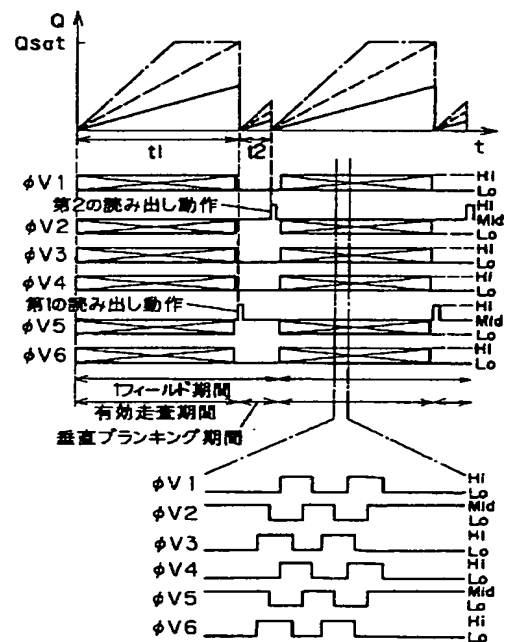 Q
Qsat
t1
t2
t
φV1
Hi
Lo
第2の読み出し動作
Hi
φV2
Mid
Lo
φV3
Hi
Lo
φV4
Hi
Lo
第1の読み出し動作
Hi
φV5
Mid
Lo
φV6
Hi
Lo
1フィールド期間
有効走査期間
垂直ブランキング期間
φV1
Hi
Lo
φV2
Mid
Lo
φV3
Hi
Lo
φV4
Hi
Lo
φV5
Mid
Lo
φV6
Hi
Lo